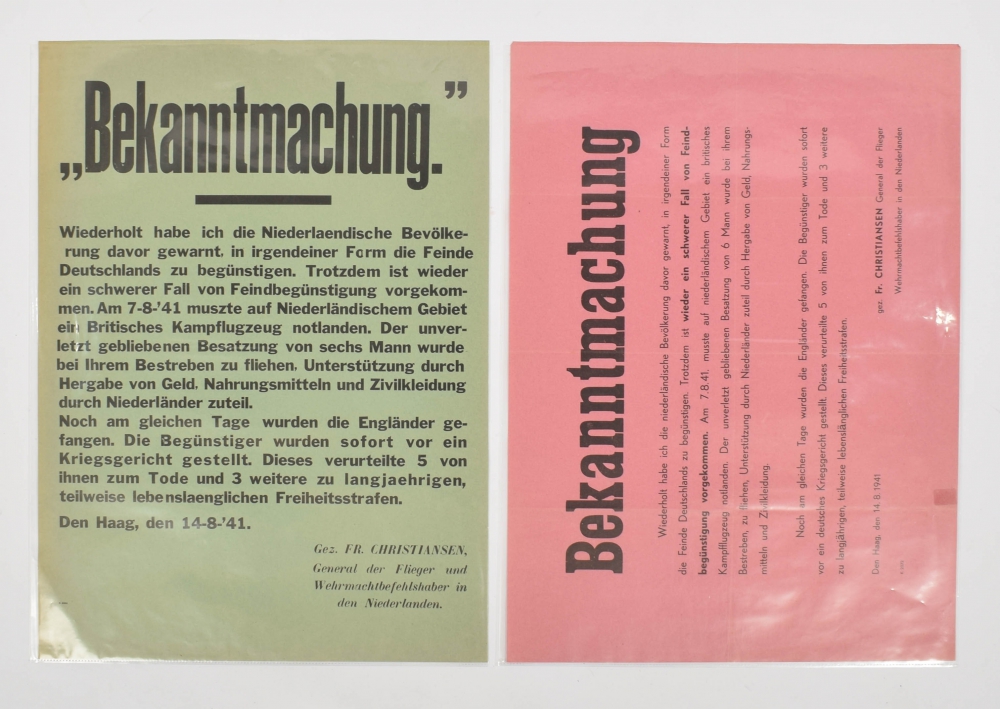 „Bekanntmachung.”
Wiederholt habe ich die Niederlaendische Bevölke-
rung davor gewarnt, in irgendeiner Form die Feinde
Deutschlands zu begünstigen. Trotzdem ist wieder
ein schwerer Fall von Feindbegünstigung vorgekom-
men. Am 7-8-’41 muszte auf Niederländischem Gebiet
ein Britisches Kampflugzeug notlanden. Der unver-
letzt gebliebenen Besatzung von sechs Mann wurde
bei Ihrem Bestreben zu fliehen, Unterstützung durch
Hergabe von Geld, Nahrungsmitteln und Zivilkleidung
durch Niederländer zuteil.
Noch am gleichen Tage wurden die Engländer ge-
fangen. Die Begünstiger wurden sofort vor ein
Kriegsgericht gestellt. Dieses verurteilte 5 von
ihnen zum Tode und 3 weitere zu langjaehrigen,
teilweise lebenslaenglichen Freiheitsstrafen.
Den Haag, den 14-8-’41.
Gez. FR. CHRISTIANSEN,
General der Flieger und
Wehrmachtbefehlshaber in
den Niederlanden.
Bekanntmachung
Wiederholt habe ich die niederländische Bevölkerung davor gewarnt, in irgendeiner Form
die Feinde Deutschlands zu begünstigen. Trotzdem ist wieder ein schwerer Fall von Feind-
begünstigung vorgekommen. Am 7.8.41. musste auf niederländischem Gebiet ein britisches
Kampfflugzeug notlanden. Der unverletzt gebliebenen Besatzung von 6 Mann wurde bei ihrem
Bestreben, zu fliehen, Unterstützung durch Niederländer zuteil durch Hergabe von Geld, Nahrungs-
mitteln und Zivilkleidung.
Noch am gleichen Tage wurden die Engländer gefangen. Die Begünstiger wurden sofort
vor ein deutsches Kriegsgericht gestellt. Dieses verurteilte 5 von ihnen zum Tode und 3 weitere
zu langjährigen, teilweise lebenslänglichen Freiheitsstrafen.
Den Haag, den 14. 8. 1941
gez. Fr. CHRISTIANSEN General der Flieger
Wehrmachtbefehlshaber in den Niederlanden